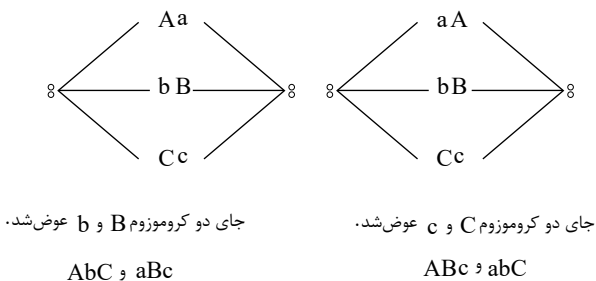 Aa
bB
Cc
aA
bB
Cc
جای دو کروموزوم B و b عوض‌شد.
جای دو کروموزوم C و c عوض‌شد.
AbC و aBc
ABc و abC